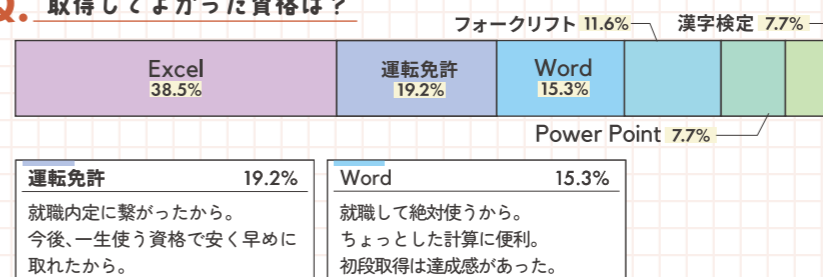 Q. 取得してよかった資格は？
フォークリフト 11.6%
漢字検定 7.7%
Excel
38.5%
運転免許
19.2%
Word
15.3%
Power Point 7.7%
運転免許 19.2%
就職内定に繋がったから。
今後、一生使う資格で安く早めに
取れたから。
Word 15.3%
就職して絶対使うから。
ちょっとした計算に便利。
初段取得は達成感があった。